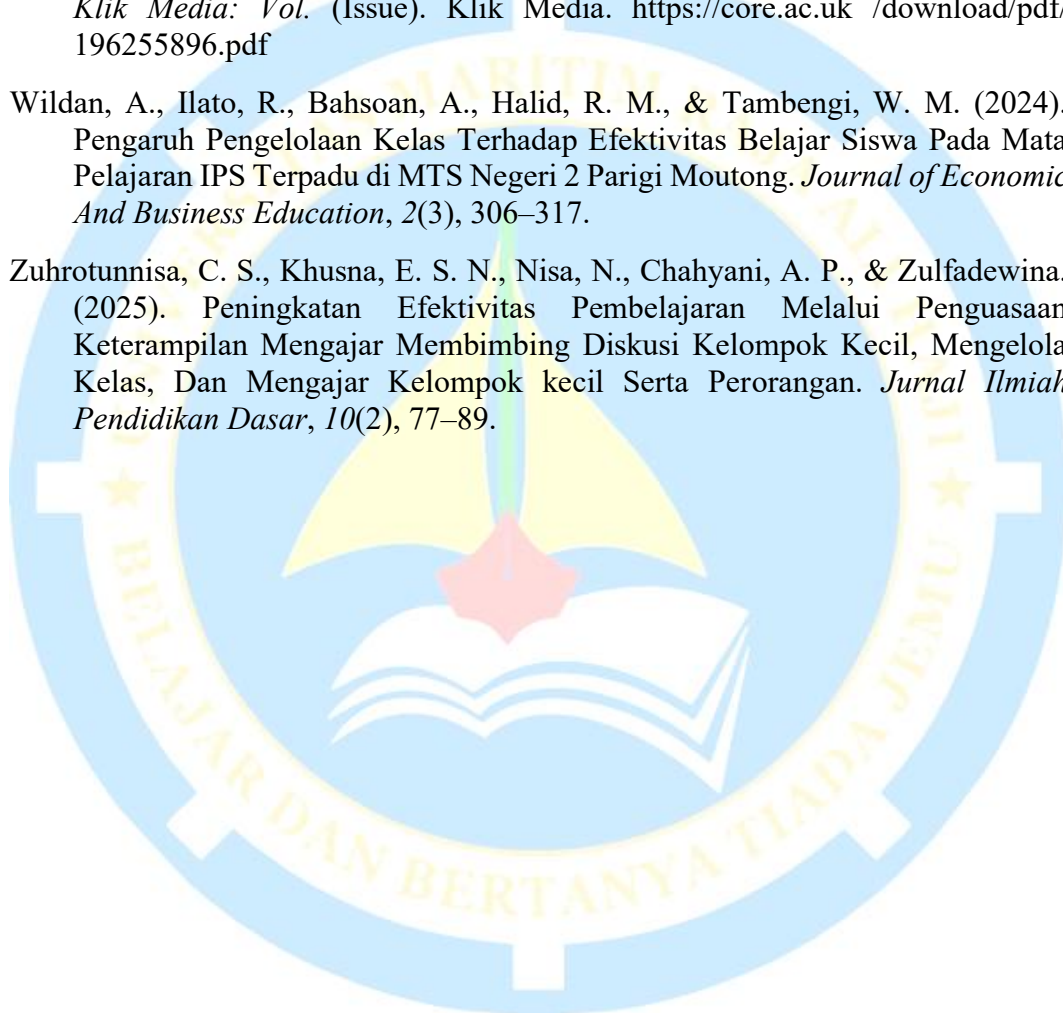 Klik Media: Vol. (Issue). Klik Media. https://core.ac.uk /download/pdf/
196255896.pdf
Wildan, A., Ilato, R., Bahsoan, A., Halid, R. M., & Tambengi, W. M. (2024).
Pengaruh Pengelolaan Kelas Terhadap Efektivitas Belajar Siswa Pada Mata
Pelajaran IPS Terpadu di MTS Negeri 2 Parigi Moutong. Journal of Economic
And Business Education, 2(3), 306–317.
Zuhrotunnisa, C. S., Khusna, E. S. N., Nisa, N., Chahyani, A. P., & Zulfadewina.
(2025). Peningkatan Efektivitas Pembelajaran Melalui Penguasaan
Keterampilan Mengajar Membimbing Diskusi Kelompok Kecil, Mengelola
Kelas, Dan Mengajar Kelompok kecil Serta Perorangan. Jurnal Ilmiah
Pendidikan Dasar, 10(2), 77–89.
BELAJAR DAN BERTANYA TIADA JEMU